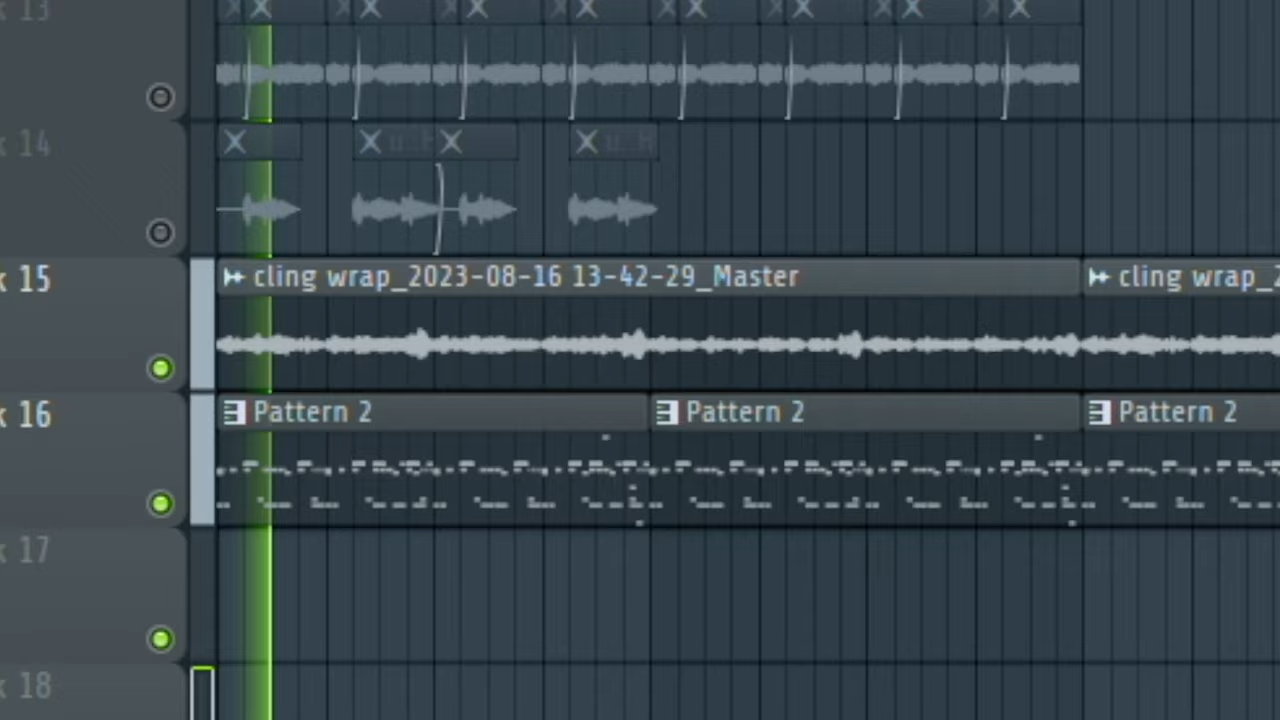 k 13
k 14
k 15
cling wrap_2023-08-16 13-42-29_Master
cling wrap_2
k 16
Pattern 2
Pattern 2
Pattern 2
k 17
k 18